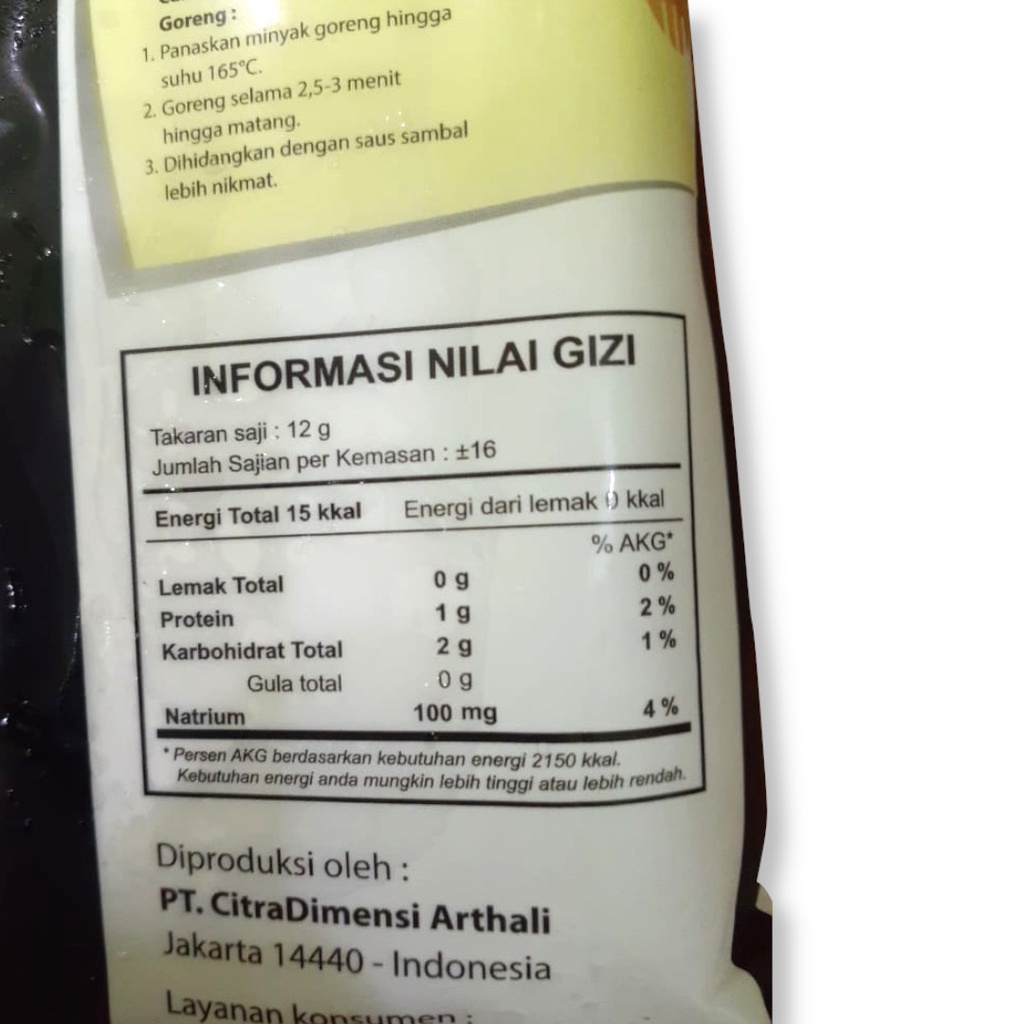 Goreng :
1. Panaskan minyak goreng hingga
suhu 165°C.
2. Goreng selama 2,5-3 menit
hingga matang.
3. Dihidangkan dengan saus sambal
lebih nikmat.
INFORMASI NILAI GIZI
Takaran saji : 12 g
Jumlah Sajian per Kemasan : ±16
Energi Total 15 kkal Energi dari lemak 0 kkal
% AKG*
Lemak Total 0 g 0 %
Protein 1 g 2 %
Karbohidrat Total 2 g 1 %
Gula total 0 g
Natrium 100 mg 4 %
* Persen AKG berdasarkan kebutuhan energi 2150 kkal.
Kebutuhan energi anda mungkin lebih tinggi atau lebih rendah.
Diproduksi oleh :
PT. CitraDimensi Arthali
Jakarta 14440 - Indonesia
Layanan konsumen :